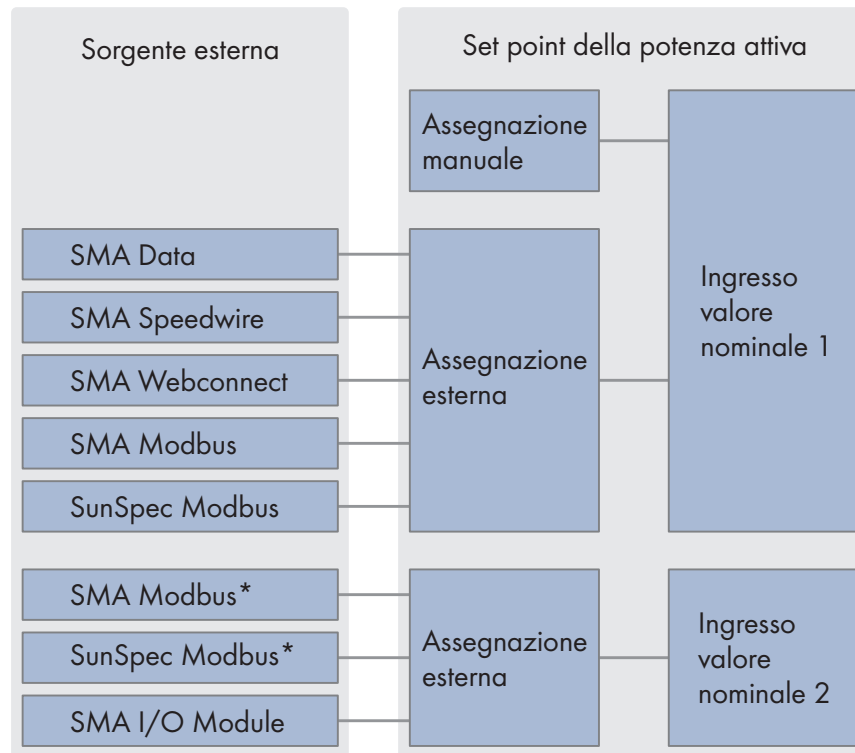 Sorgente esterna
Set point della potenza attiva
Assegnazione
manuale
SMA Data
SMA Speedwire
SMA Webconnect
SMA Modbus
SunSpec Modbus
Assegnazione
esterna
Ingresso
valore
nominale 1
SMA Modbus*
SunSpec Modbus*
SMA I/O Module
Assegnazione
esterna
Ingresso
valore
nominale 2